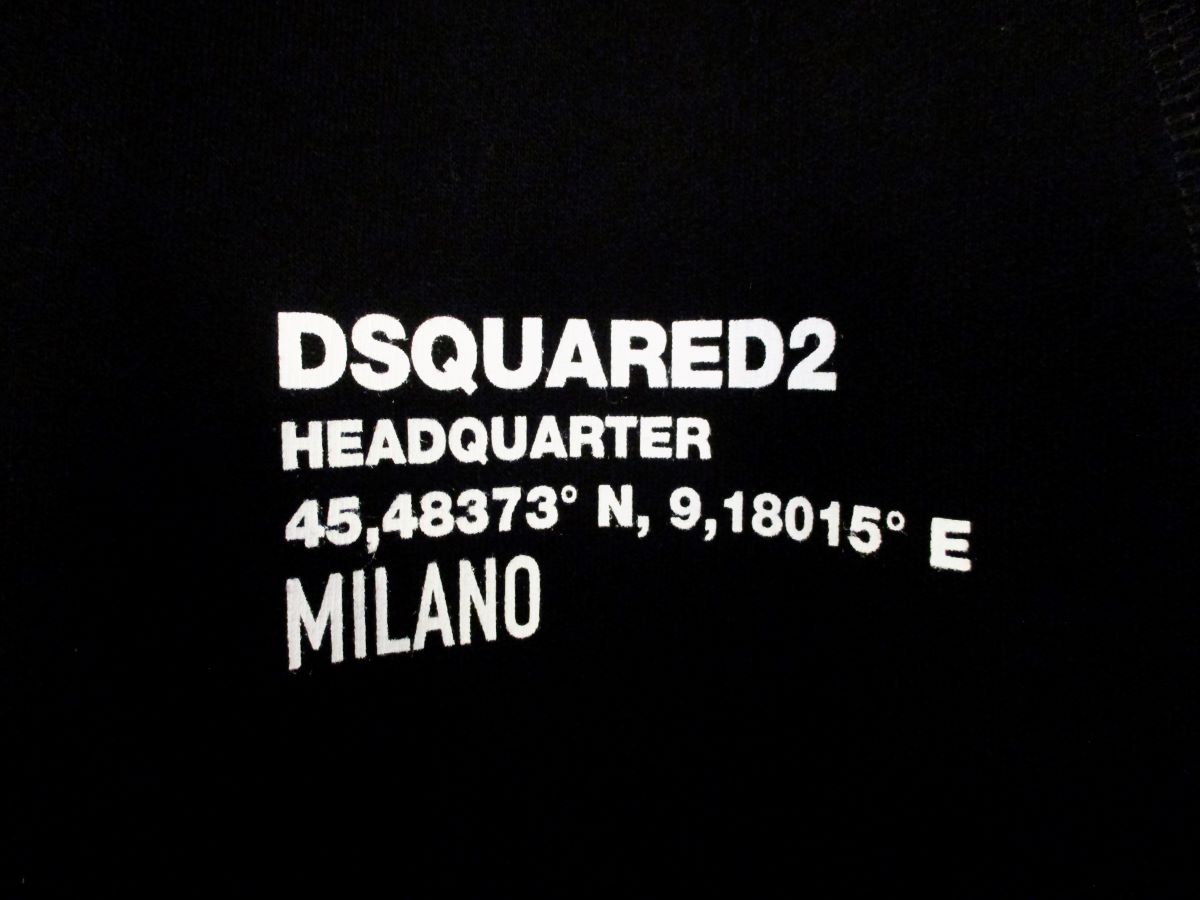 DSQUARED2
HEADQUARTER
45,48373° N, 9,18015° E
MILANO